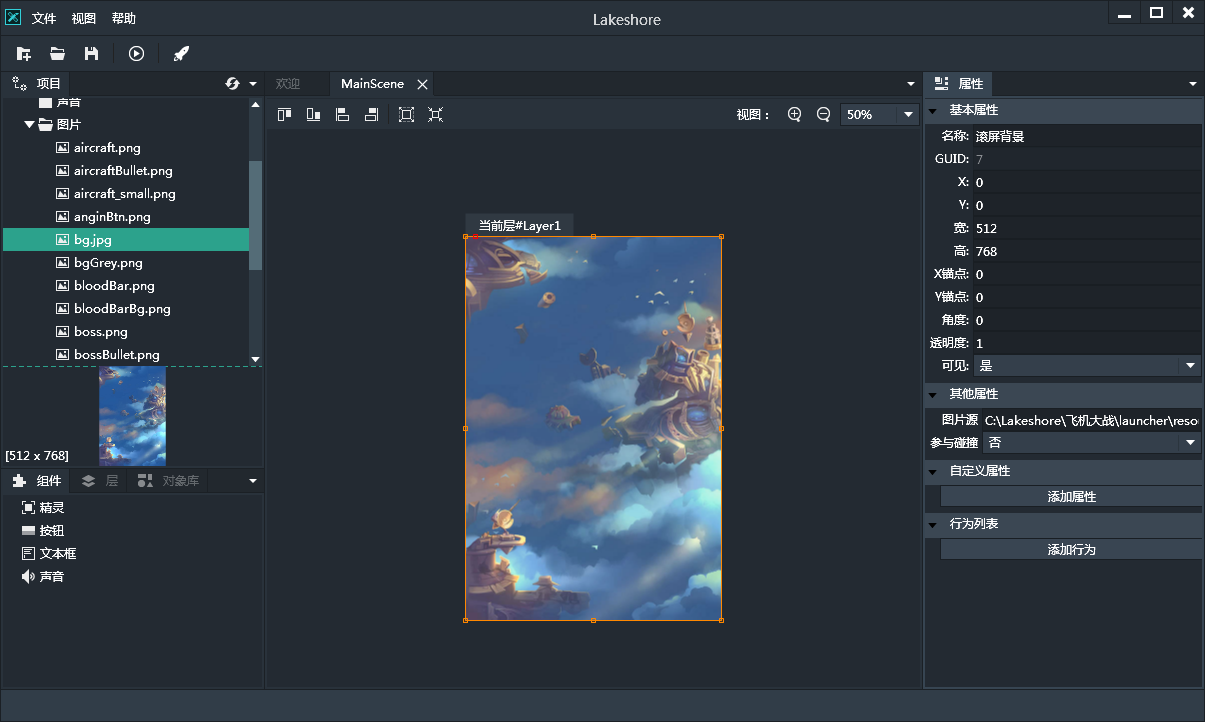 文件 视图 帮助
Lakeshore
项目
欢迎
MainScene
属性
声音
图片
aircraft.png
aircraftBullet.png
aircraft_small.png
anginBtn.png
bg.jpg
bgGrey.png
bloodBar.png
bloodBarBg.png
boss.png
bossBullet.png
[512 x 768]
组件 层 对象库
精灵
按钮
文本框
声音
视图：
50%
当前层#Layer1
基本属性
名称: 滚屏背景
GUID: 7
X: 0
Y: 0
宽: 512
高: 768
X锚点: 0
Y锚点: 0
角度: 0
透明度: 1
可见: 是
其他属性
图片源 C:\Lakeshore\飞机大战\launcher\reso
参与碰撞 否
自定义属性
添加属性
行为列表
添加行为